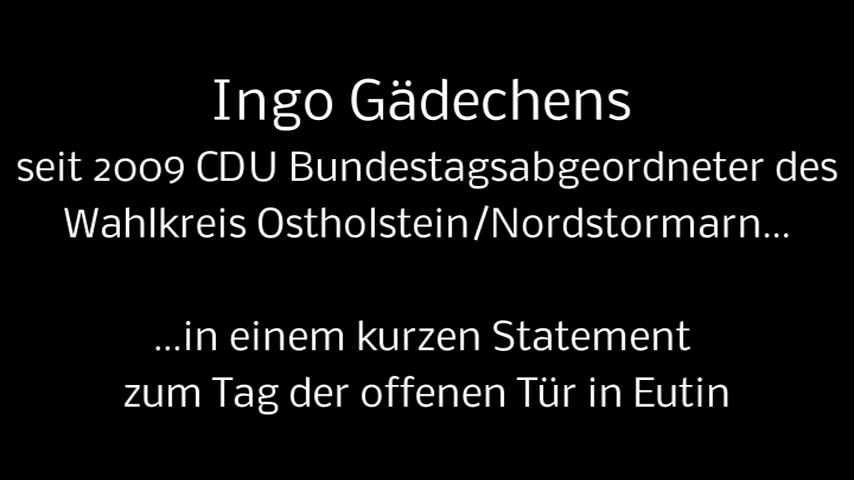 Ingo Gädechens
seit 2009 CDU Bundestagsabgeordneter des
Wahlkreis Ostholstein/Nordstormarn...
...in einem kurzen Statement
zum Tag der offenen Tür in Eutin